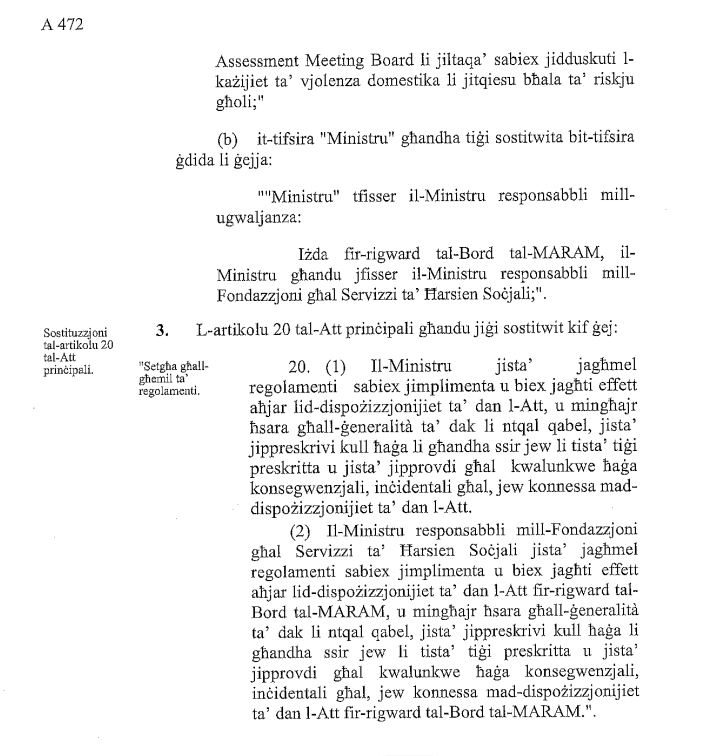 A 472
Assessment Meeting Board li jiltaqa' sabiex jidduskuti l-
każijiet ta' vjolenza domestika li jitqiesu bħala ta' riskju
għoli;"
(b) it-tifsira "Ministru" għandha tiġi sostitwita bit-tifsira
ġdida li ġejja:
""Ministru" tfisser il-Ministru responsabbli mill-
ugwaljanza:
Iżda fir-rigward tal-Bord tal-MARAM, il-
Ministru għandu jfisser il-Ministru responsabbli mill-
Fondazzjoni għal Servizzi ta' Ħarsien Soċjali;".
Sostituzzjoni
tal-artikolu 20
tal-Att
prinċipali.
3. L-artikolu 20 tal-Att prinċipali għandu jiġi sostitwit kif ġej:
"Setgħa għall-
għemil ta'
regolamenti.
20. (1) Il-Ministru jista' jagħmel
regolamenti sabiex jimplimenta u biex jagħti effett
aħjar lid-dispożizzjonijiet ta' dan l-Att, u mingħajr
ħsara għall-ġeneralità ta' dak li ntqal qabel, jista'
jippreskrivi kull ħaġa li għandha ssir jew li tista' tiġi
preskritta u jista' jipprovdi għal kwalunkwe ħaġa
konsegwenzjali, inċidentali għal, jew konnessa mad-
dispożizzjonijiet ta' dan l-Att.
(2) Il-Ministru responsabbli mill-Fondazzjoni
għal Servizzi ta' Ħarsien Soċjali jista' jagħmel
regolamenti sabiex jimplimenta u biex jagħti effett
aħjar lid-dispożizzjonijiet ta' dan l-Att fir-rigward tal-
Bord tal-MARAM, u mingħajr ħsara għall-ġeneralità
ta' dak li ntqal qabel, jista' jippreskrivi kull ħaġa li
għandha ssir jew li tista' tiġi preskritta u jista'
jipprovdi għal kwalunkwe ħaġa konsegwenzjali,
inċidentali għal, jew konnessa mad-dispożizzjonijiet
ta' dan l-Att fir-rigward tal-Bord tal-MARAM.".